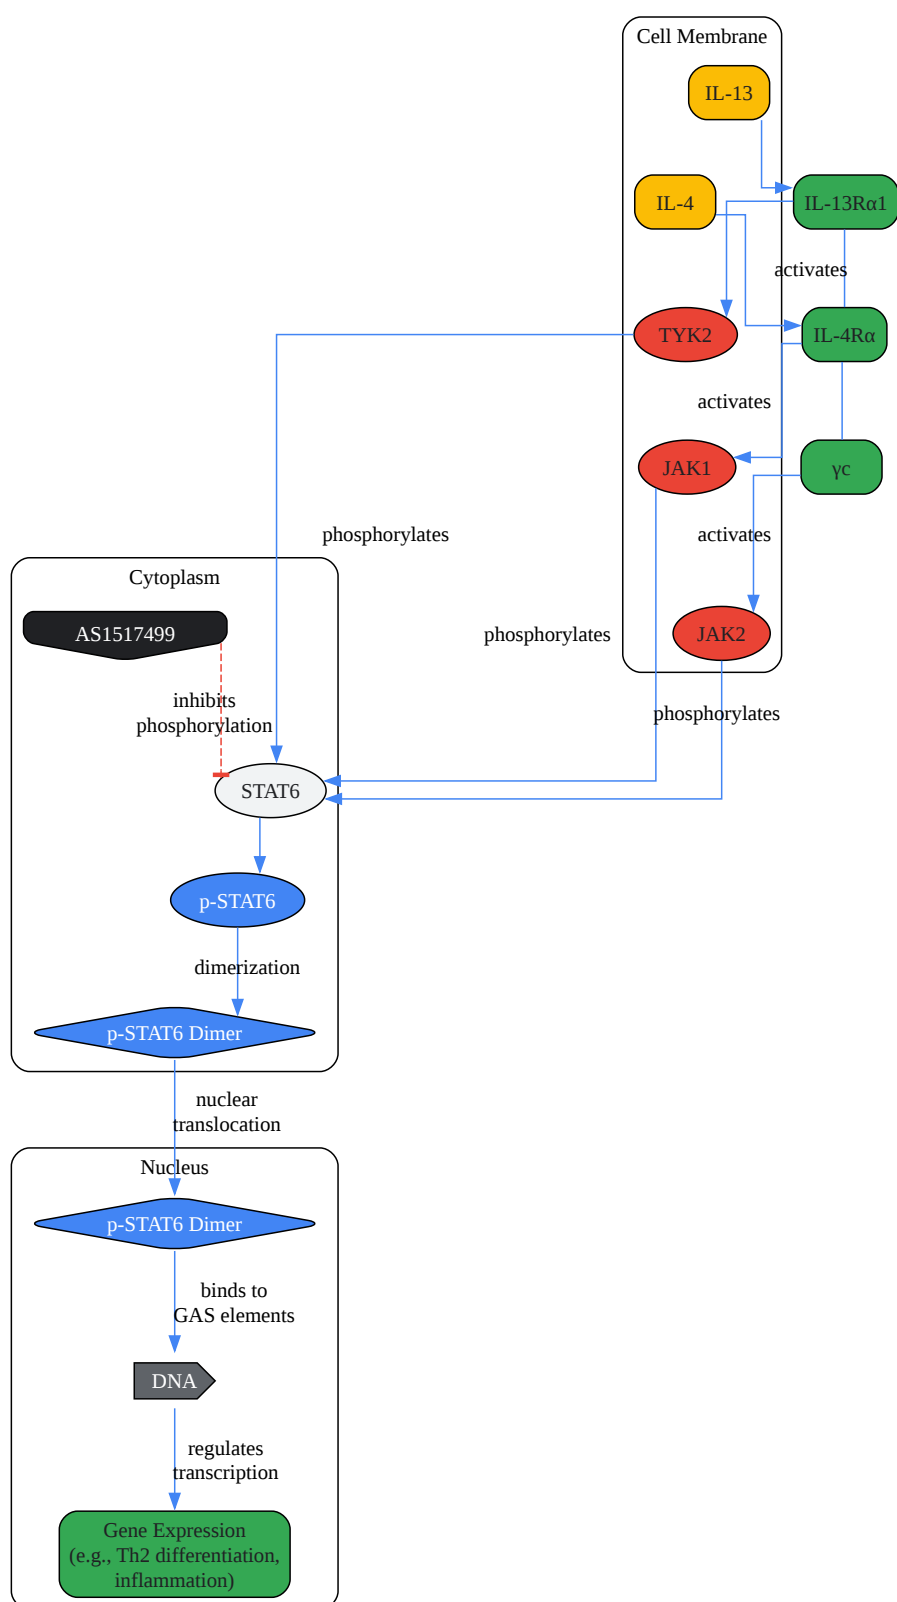 Cell Membrane
IL-13
IL-4
IL-13Rα1
activates
TYK2
IL-4Rα
activates
JAK1
γc
phosphorylates
activates
Cytoplasm
AS1517499
phosphorylates
JAK2
inhibits
phosphorylation
phosphorylates
STAT6
p-STAT6
dimerization
p-STAT6 Dimer
nuclear
translocation
Nucleus
p-STAT6 Dimer
binds to
GAS elements
DNA
regulates
transcription
Gene Expression
(e.g., Th2 differentiation,
inflammation)